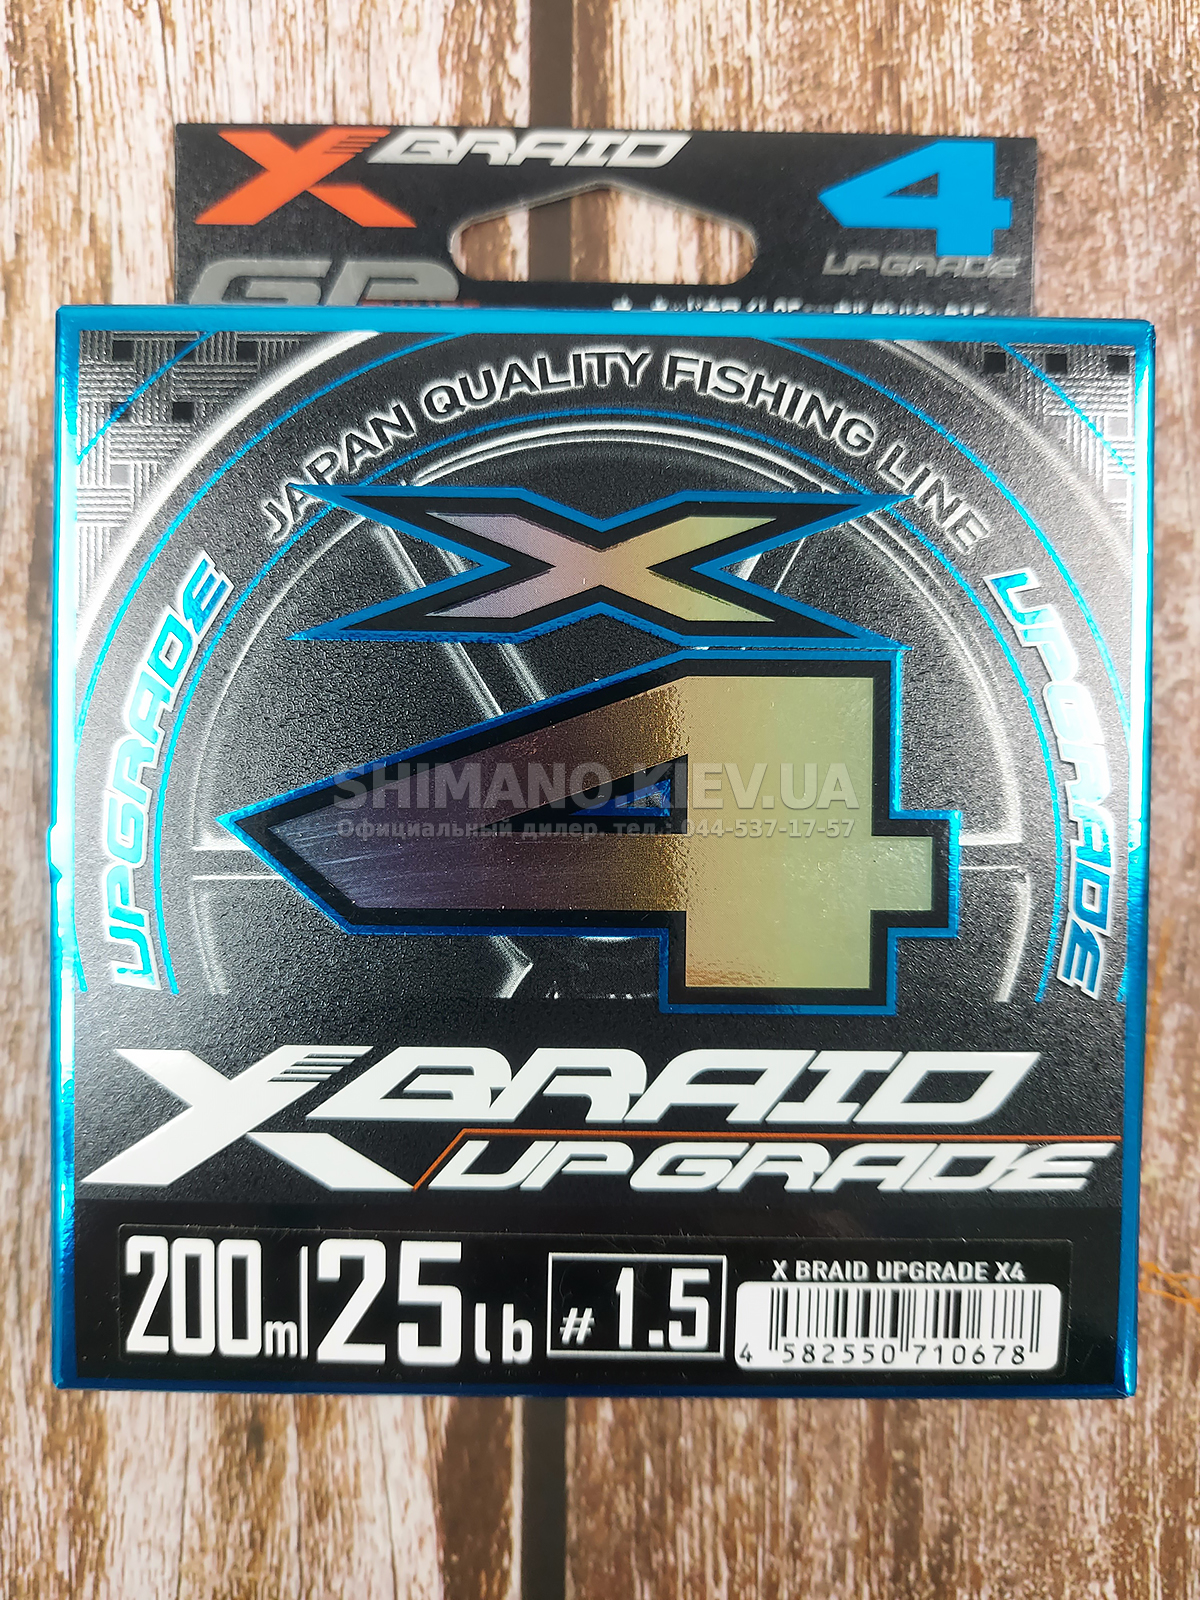 X BRAID
4
UPGRADE
JAPAN QUALITY FISHING LINE
UPGRADE
UPGRADE
X
4
SHIMANO.KIEV.UA
Официальный дилер. тел.: 044-537-17-57
X BRAID
UPGRADE
200m 25lb #1.5
X BRAID UPGRADE X4
4 582550 710678